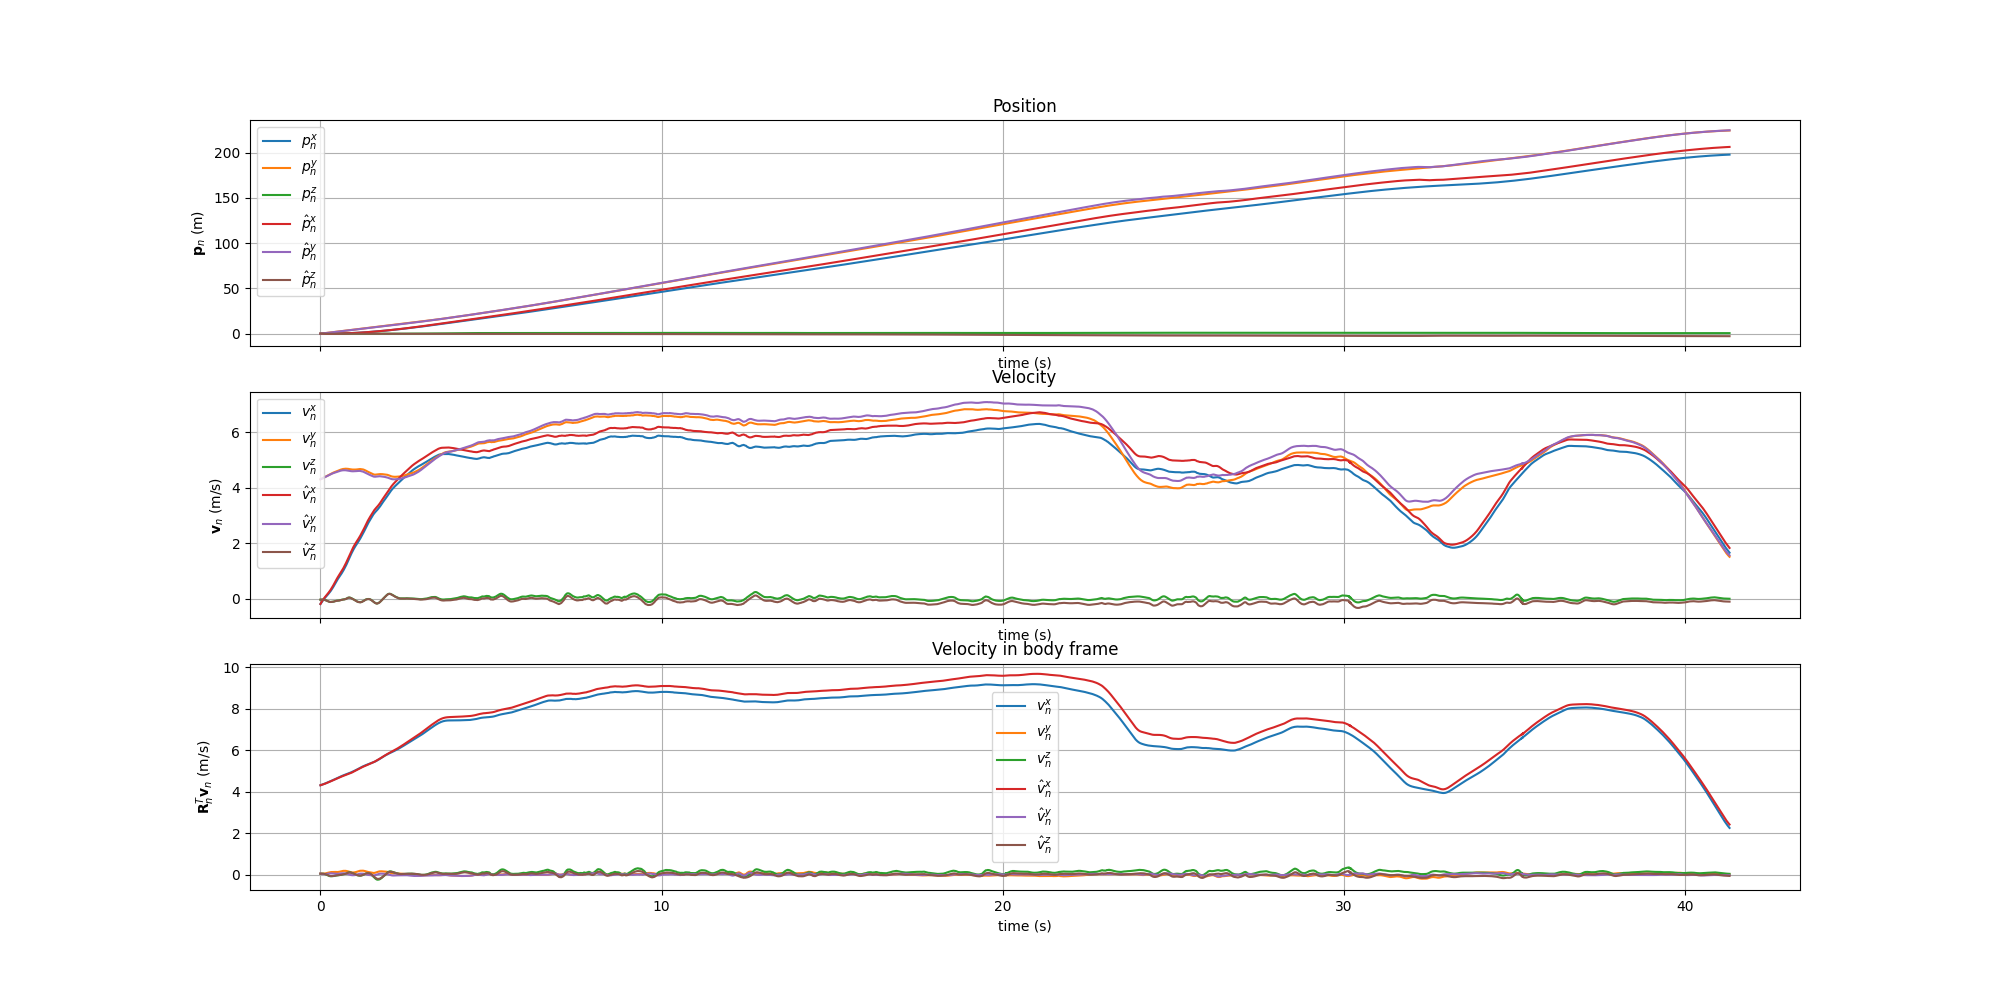 Position
200
150
100
50
0
p_n (m)
p_n^x
p_n^y
p_n^z
p̂_n^x
p̂_n^y
p̂_n^z
time (s)
Velocity
6
4
2
0
v_n (m/s)
v_n^x
v_n^y
v_n^z
v̂_n^x
v̂_n^y
v̂_n^z
time (s)
Velocity in body frame
10
8
6
4
2
0
R_n^T v_n (m/s)
v_n^x
v_n^y
v_n^z
v̂_n^x
v̂_n^y
v̂_n^z
0 10 20 30 40
time (s)